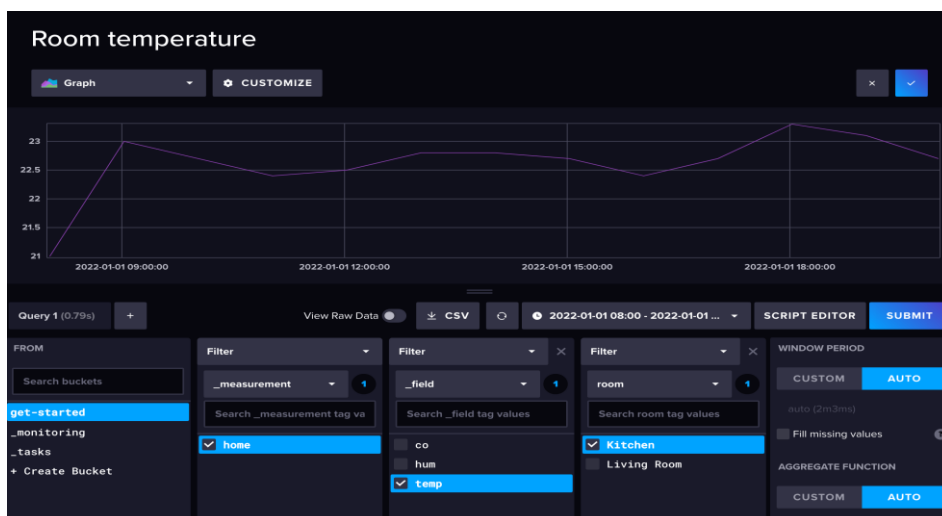 Room temperature
Graph
CUSTOMIZE
23
22.5
22
21.5
21
2022-01-01 09:00:00 2022-01-01 12:00:00 2022-01-01 15:00:00 2022-01-01 18:00:00
Query 1 (0.79s) + View Raw Data CSV 2022-01-01 08:00 - 2022-01-01 ... SCRIPT EDITOR SUBMIT
FROM
Search buckets
get-started
_monitoring
_tasks
+ Create Bucket
Filter
_measurement 1
Search _measurement tag va
home
Filter
_field 1
Search _field tag values
co
hum
temp
Filter
room 1
Search room tag values
Kitchen
Living Room
WINDOW PERIOD
CUSTOM AUTO
auto (2m3ms)
Fill missing values
AGGREGATE FUNCTION
CUSTOM AUTO